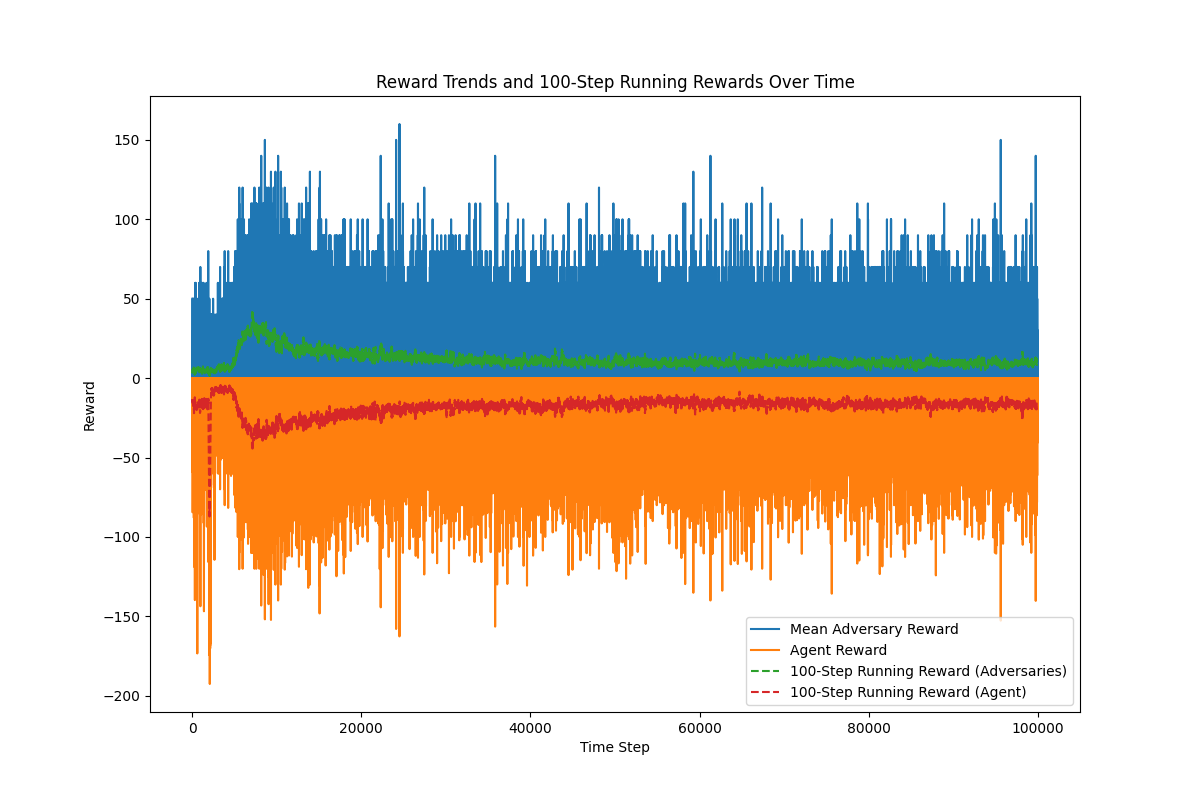 Reward Trends and 100-Step Running Rewards Over Time
150
100
50
0
−50
−100
−150
−200
Reward
0 20000 40000 60000 80000 100000
Time Step
Mean Adversary Reward
Agent Reward
100-Step Running Reward (Adversaries)
100-Step Running Reward (Agent)